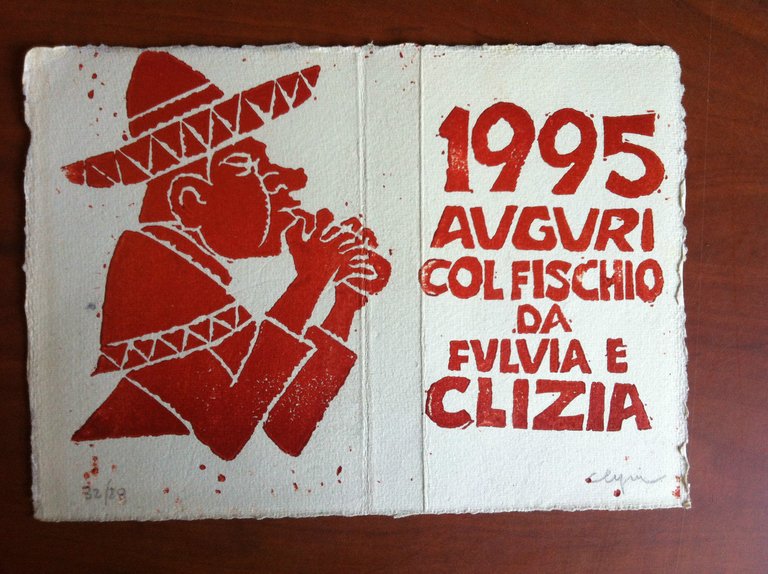 1995
AVGVRI
COL FISCHIO
DA
FVLVIA E
CLIZIA